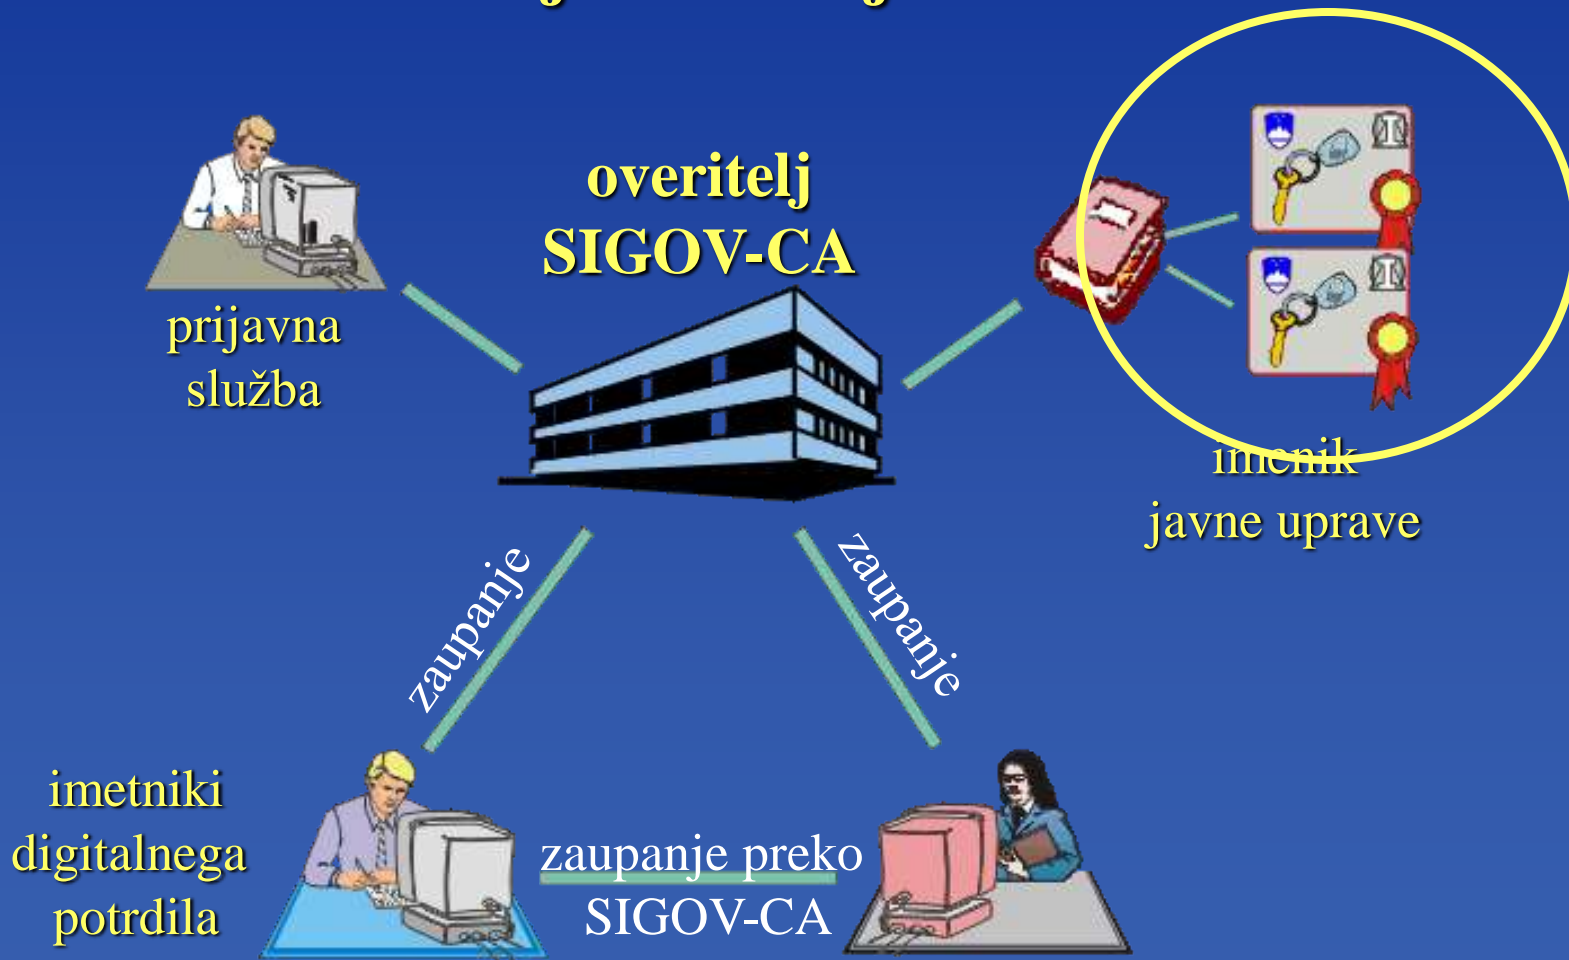 overitelj
SIGOV-CA
prijavna
služba
imenik
javne uprave
zaupanje
zaupanje
imetniki
digitalnega
potrdila
zaupanje preko
SIGOV-CA